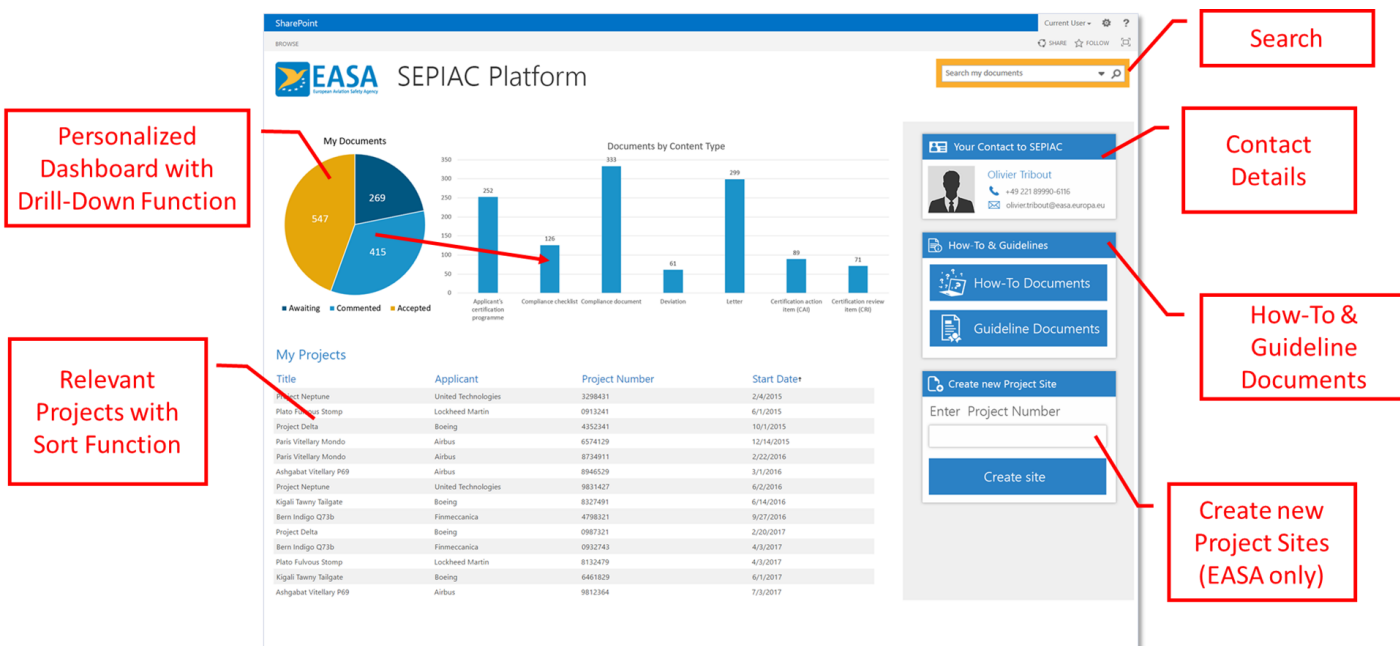 SharePoint
Current User
?
BROWSE
SHARE FOLLOW
EASA
European Aviation Safety Agency
SEPIAC Platform
Search my documents
Search
Personalized
Dashboard with
Drill-Down Function
My Documents
269
547
415
Awaiting Commented Accepted
Documents by Content Type
350
300
250
200
150
100
50
0
252
126
333
61
299
89
71
Applicant's
certification
programme
Compliance checklist
Compliance document
Deviation
Letter
Certification action
item (CAI)
Certification review
item (CRI)
Your Contact to SEPIAC
Olivier Tribout
+49 221 89990-6116
olivier.tribout@easa.europa.eu
Contact
Details
How-To & Guidelines
How-To Documents
Guideline Documents
How-To &
Guideline
Documents
Relevant
Projects with
Sort Function
My Projects
Title Applicant Project Number Start Date↑
Project Neptune United Technologies 3298431 2/4/2015
Plato Fulvous Stomp Lockheed Martin 0913241 6/1/2015
Project Delta Boeing 4352341 10/1/2015
Paris Vitellary Mondo Airbus 6574129 12/14/2015
Paris Vitellary Mondo Airbus 8734911 2/22/2016
Ashgabat Vitellary P69 Airbus 8946529 3/1/2016
Project Neptune United Technologies 9831427 6/2/2016
Kigali Tawny Tailgate Boeing 8327491 6/14/2016
Bern Indigo Q73b Finmeccanica 4798321 9/27/2016
Project Delta Boeing 0987321 2/20/2017
Bern Indigo Q73b Finmeccanica 0932743 4/3/2017
Plato Fulvous Stomp Lockheed Martin 8132479 4/3/2017
Kigali Tawny Tailgate Boeing 6461829 6/1/2017
Ashgabat Vitellary P69 Airbus 9812364 7/3/2017
Create new Project Site
Enter Project Number
Create site
Create new
Project Sites
(EASA only)